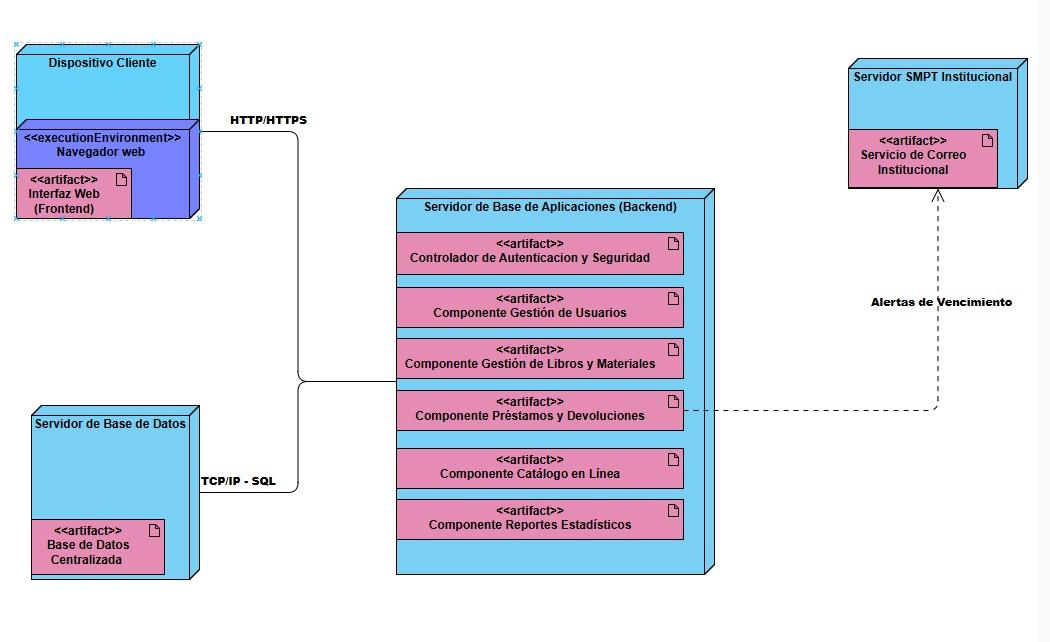 Dispositivo Cliente
<<executionEnvironment>>
Navegador web
<<artifact>>
Interfaz Web
(Frontend)
HTTP/HTTPS
Servidor SMPT Institucional
<<artifact>>
Servicio de Correo
Institucional
Servidor de Base de Aplicaciones (Backend)
<<artifact>>
Controlador de Autenticacion y Seguridad
<<artifact>>
Componente Gestión de Usuarios
<<artifact>>
Componente Gestión de Libros y Materiales
<<artifact>>
Componente Préstamos y Devoluciones
<<artifact>>
Componente Catálogo en Línea
<<artifact>>
Componente Reportes Estadísticos
Alertas de Vencimiento
Servidor de Base de Datos
<<artifact>>
Base de Datos
Centralizada
TCP/IP - SQL